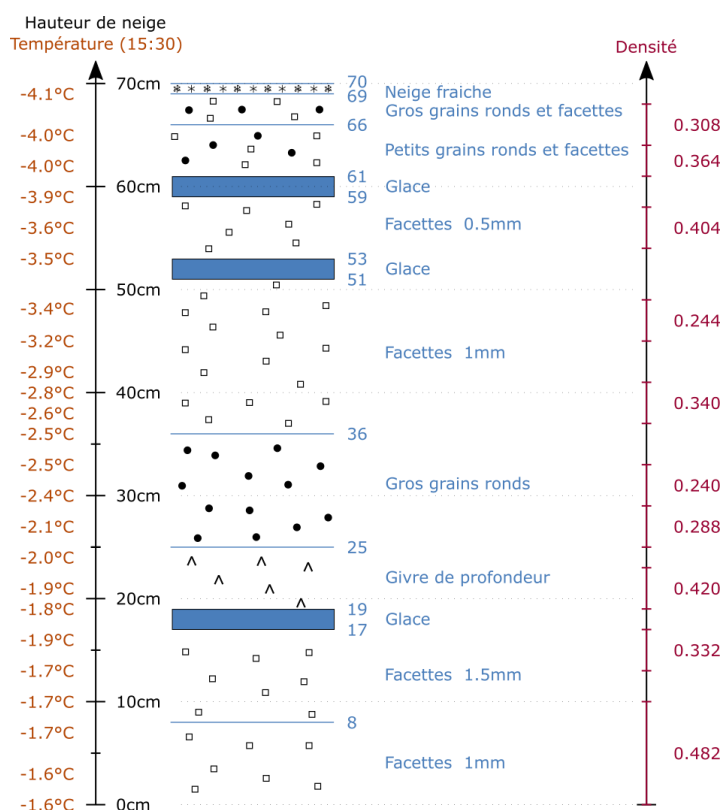 Hauteur de neige
Température (15:30)
Densité
70cm
70
-4.1°C
69
Neige fraiche
Gros grains ronds et facettes
66
0.308
-4.0°C
Petits grains ronds et facettes
0.364
-4.0°C
61
60cm
Glace
-3.9°C
59
-3.6°C
Facettes 0.5mm
0.404
-3.5°C
53
Glace
51
50cm
-3.4°C
0.244
-3.2°C
Facettes 1mm
-2.9°C
-2.8°C
40cm
0.340
-2.6°C
-2.5°C
36
-2.5°C
Gros grains ronds
0.240
-2.4°C
30cm
-2.1°C
0.288
25
-2.0°C
Givre de profondeur
-1.9°C
0.420
20cm
-1.8°C
19
Glace
17
-1.9°C
0.332
-1.7°C
Facettes 1.5mm
-1.7°C
10cm
8
-1.7°C
0.482
Facettes 1mm
-1.6°C
-1.6°C
0cm